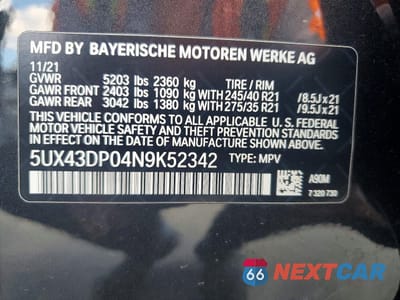 MFD BY BAYERISCHE MOTOREN WERKE AG
11/21
GVWR 5203 lbs 2360 kg TIRE / RIM
GAWR FRONT 2403 lbs 1090 kg 245/40 R21 /8.5J x 21
GAWR REAR 3042 lbs 1380 kg 275/35 R21 /9.5J x 21
THIS VEHICLE CONFORMS TO ALL APPLICABLE U.S. FEDERAL
MOTOR VEHICLE SAFETY AND THEFT PREVENTION STANDARDS
IN EFFECT ON THE DATE OF MANUFACTURE SHOWN ABOVE.
5UX43DP04N9K52342 TYPE: MPV
A90M
7 320 730
66 NEXTCAR